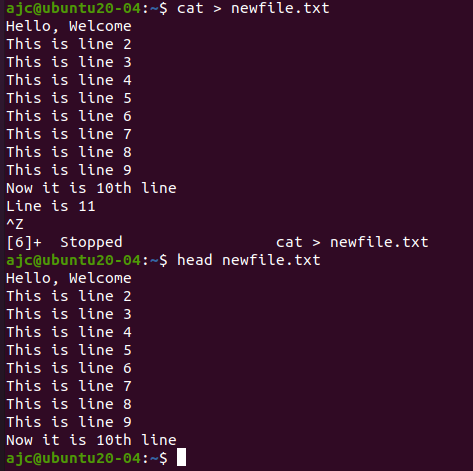 ajc@ubuntu20-04:~$ cat > newfile.txt
Hello, Welcome
This is line 2
This is line 3
This is line 4
This is line 5
This is line 6
This is line 7
This is line 8
This is line 9
Now it is 10th line
Line is 11
^Z
[6]+  Stopped                 cat > newfile.txt
ajc@ubuntu20-04:~$ head newfile.txt
Hello, Welcome
This is line 2
This is line 3
This is line 4
This is line 5
This is line 6
This is line 7
This is line 8
This is line 9
Now it is 10th line
ajc@ubuntu20-04:~$